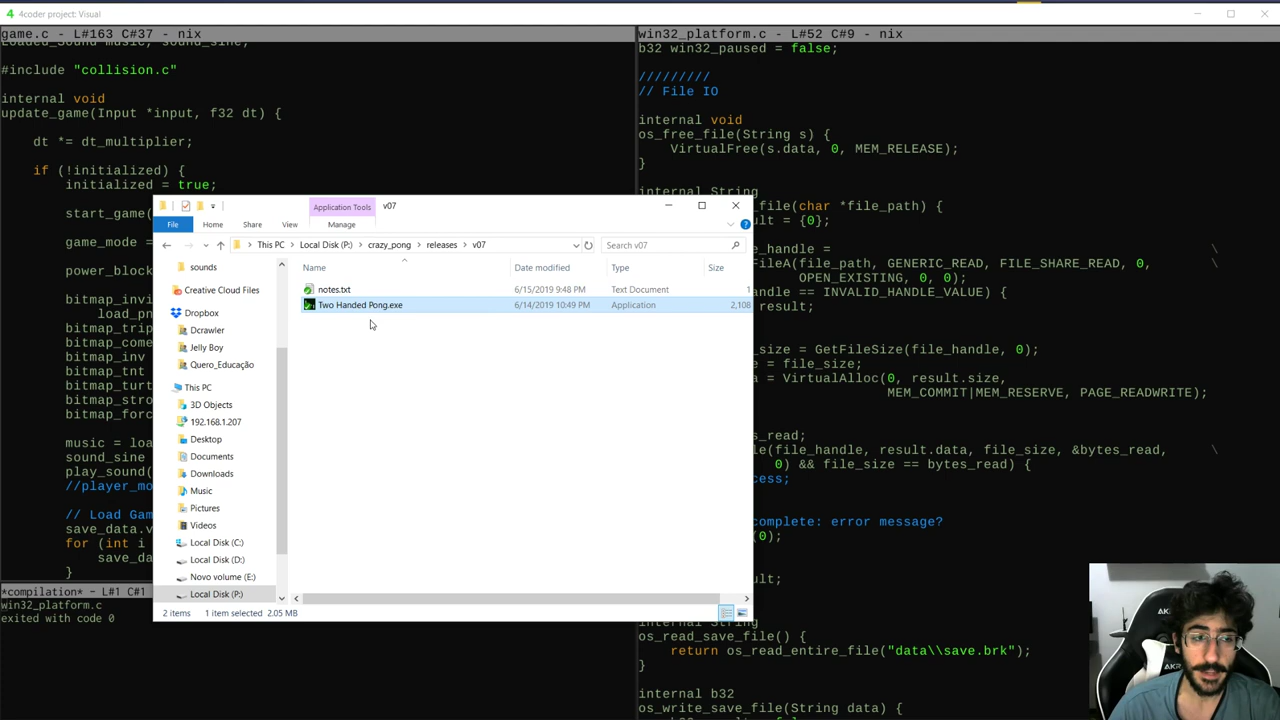 4coder project: Visual
game.c - L#163 C#37 - nix
Loaded_Sound music, sound_sine;
#include "collision.c"
internal void
update_game(Input *input, f32 dt) {
dt *= dt_multiplier;
if (!initialized) {
initialized = true;
start_game(
game_mode =
power_block
bitmap_invi
load_pn
bitmap_trip
bitmap_come
bitmap_inv
bitmap_tnt
bitmap_turt
bitmap_stro
bitmap_forc
music = loa
sound_sine
play_sound(
//player_mo
// Load Gam
save_data.v
for (int i
save_da
}
*compilation* - L#1 C#1
win32_platform.c
exited with code 0
win32_platform.c - L#52 C#9 - nix
b32 win32_paused = false;
/////////
// File IO
internal void
os_free_file(String s) {
VirtualFree(s.data, 0, MEM_RELEASE);
}
internal String
_file(char *file_path) {
ult = {0};
e_handle = \
FileA(file_path, GENERIC_READ, FILE_SHARE_READ, 0,
OPEN_EXISTING, 0, 0);
handle == INVALID_HANDLE_VALUE) {
result;
_size = GetFileSize(file_handle, 0);
e = file_size;
a = VirtualAlloc(0, result.size,
MEM_COMMIT|MEM_RESERVE, PAGE_READWRITE);
s_read;
le(file_handle, result.data, file_size, &bytes_read, \
0) && file_size == bytes_read) {
cess;
complete: error message?
(0);
ult;
internal String
os_read_save_file() {
return os_read_entire_file("data\\save.brk");
}
internal b32
os_write_save_file(String data) {
Application Tools
v07
File
Home
Share
View
Manage
This PC > Local Disk (P:) > crazy_pong > releases > v07
Search v07
Name
Date modified
Type
Size
notes.txt
6/15/2019 9:48 PM
Text Document
1
Two Handed Pong.exe
6/14/2019 10:49 PM
Application
2,108
sounds
Creative Cloud Files
Dropbox
Dcrawler
Jelly Boy
Quero_Educação
This PC
3D Objects
192.168.1.207
Desktop
Documents
Downloads
Music
Pictures
Videos
Local Disk (C:)
Local Disk (D:)
Novo volume (E:)
Local Disk (P:)
2 items
1 item selected 2.05 MB